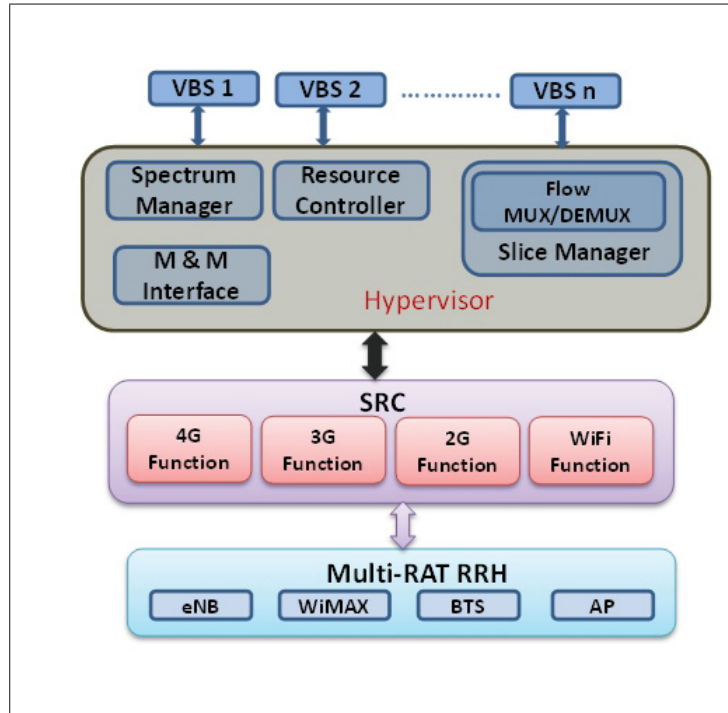 VBS 1
VBS 2
..............
VBS n
Spectrum
Manager
Resource
Controller
Flow
MUX/DEMUX
Slice Manager
M & M
Interface
Hypervisor
SRC
4G
Function
3G
Function
2G
Function
WiFi
Function
Multi-RAT RRH
eNB
WiMAX
BTS
AP